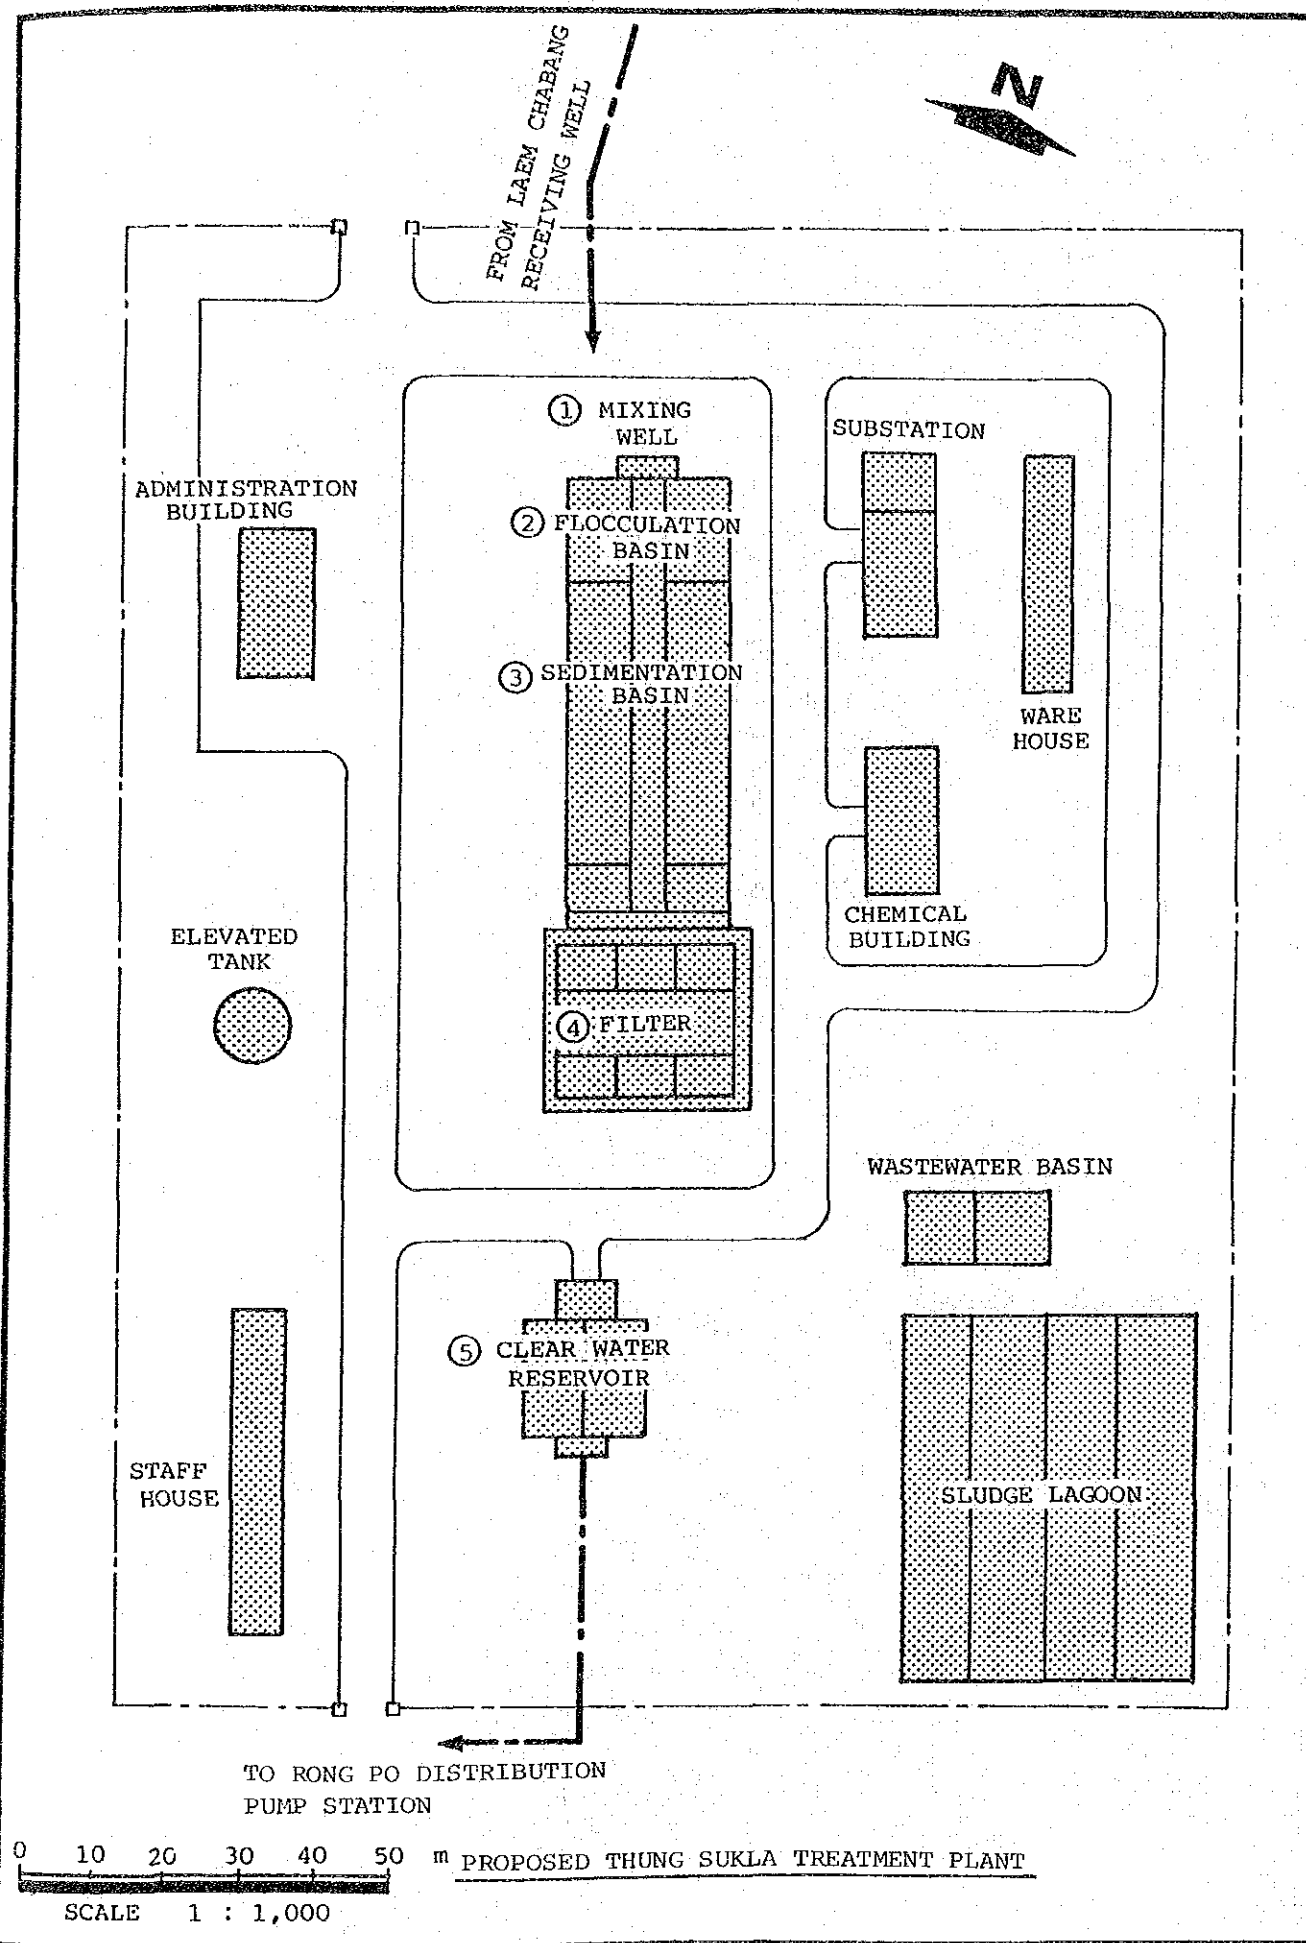 FROM LAEM CHABANG
RECEIVING WELL
N
① MIXING
WELL
SUBSTATION
ADMINISTRATION
BUILDING
② FLOCCULATION
BASIN
③ SEDIMENTATION
BASIN
WARE
HOUSE
CHEMICAL
BUILDING
ELEVATED
TANK
④ FILTER
WASTEWATER BASIN
⑤ CLEAR WATER
RESERVOIR
STAFF
HOUSE
SLUDGE LAGOON
TO RONG PO DISTRIBUTION
PUMP STATION
0 10 20 30 40 50 m
PROPOSED THUNG SUKLA TREATMENT PLANT
SCALE 1 : 1,000